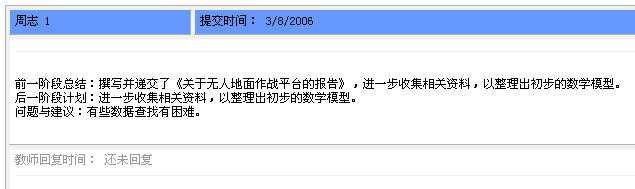 周志 1 提交时间： 3/8/2006
前一阶段总结：撰写并递交了《关于无人地面作战平台的报告》，进一步收集相关资料，以整理出初步的数学模型。
后一阶段计划：进一步收集相关资料，以整理出初步的数学模型。
问题与建议：有些数据查找有困难。
教师回复时间： 还未回复